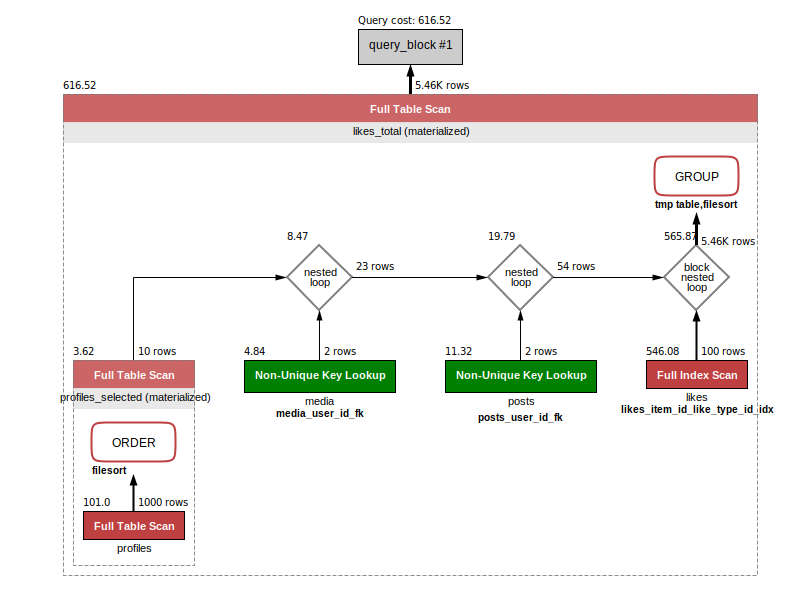 Query cost: 616.52
query_block #1
616.52
5.46K rows
Full Table Scan
likes_total (materialized)
GROUP
tmp table,filesort
8.47
19.79
565.87
5.46K rows
nested
loop
23 rows
nested
loop
54 rows
block
nested
loop
3.62
10 rows
4.84
2 rows
11.32
2 rows
546.08
100 rows
Full Table Scan
Non-Unique Key Lookup
Non-Unique Key Lookup
Full Index Scan
profiles_selected (materialized)
media
media_user_id_fk
posts
posts_user_id_fk
likes
likes_item_id_like_type_id_idx
ORDER
filesort
101.0
1000 rows
Full Table Scan
profiles